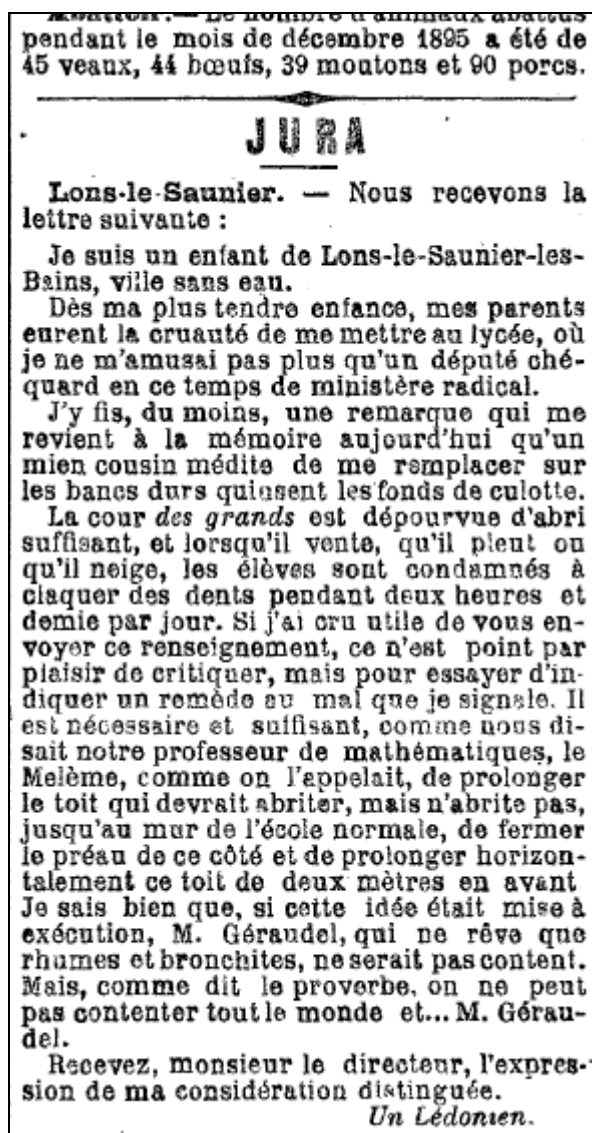 Abattoir. — Le nombre d'animaux abattus
pendant le mois de décembre 1895 a été de
45 veaux, 44 bœufs, 39 moutons et 90 porcs.
JURA
Lons-le-Saunier. — Nous recevons la
lettre suivante :
Je suis un enfant de Lons-le-Saunier-les-
Bains, ville sans eau.
Dès ma plus tendre enfance, mes parents
eurent la cruauté de me mettre au lycée, où
je ne m'amusai pas plus qu'un député ché-
quard en ce temps de ministère radical.
J'y fis, du moins, une remarque qui me
revient à la mémoire aujourd'hui qu'un
mien cousin médite de me remplacer sur
les bancs durs qui usent les fonds de culotte.
La cour des grands est dépourvue d'abri
suffisant, et lorsqu'il vente, qu'il pleut ou
qu'il neige, les élèves sont condamnés à
claquer des dents pendant deux heures et
demie par jour. Si j'ai cru utile de vous en-
voyer ce renseignement, ce n'est point par
plaisir de critiquer, mais pour essayer d'in-
diquer un remède au mal que je signale. Il
est nécessaire et suffisant, comme nous di-
sait notre professeur de mathématiques, le
Melème, comme on l'appelait, de prolonger
le toit qui devrait abriter, mais n'abrite pas,
jusqu'au mur de l'école normale, de fermer
le préau de ce côté et de prolonger horizon-
talement ce toit de deux mètres en avant
Je sais bien que, si cette idée était mise à
exécution, M. Géraudel, qui ne rêve que
rhumes et bronchites, ne serait pas content.
Mais, comme dit le proverbe, on ne peut
pas contenter tout le monde et... M. Gérau-
del.
Recevez, monsieur le directeur, l'expres-
sion de ma considération distinguée.
Un Lédonien.